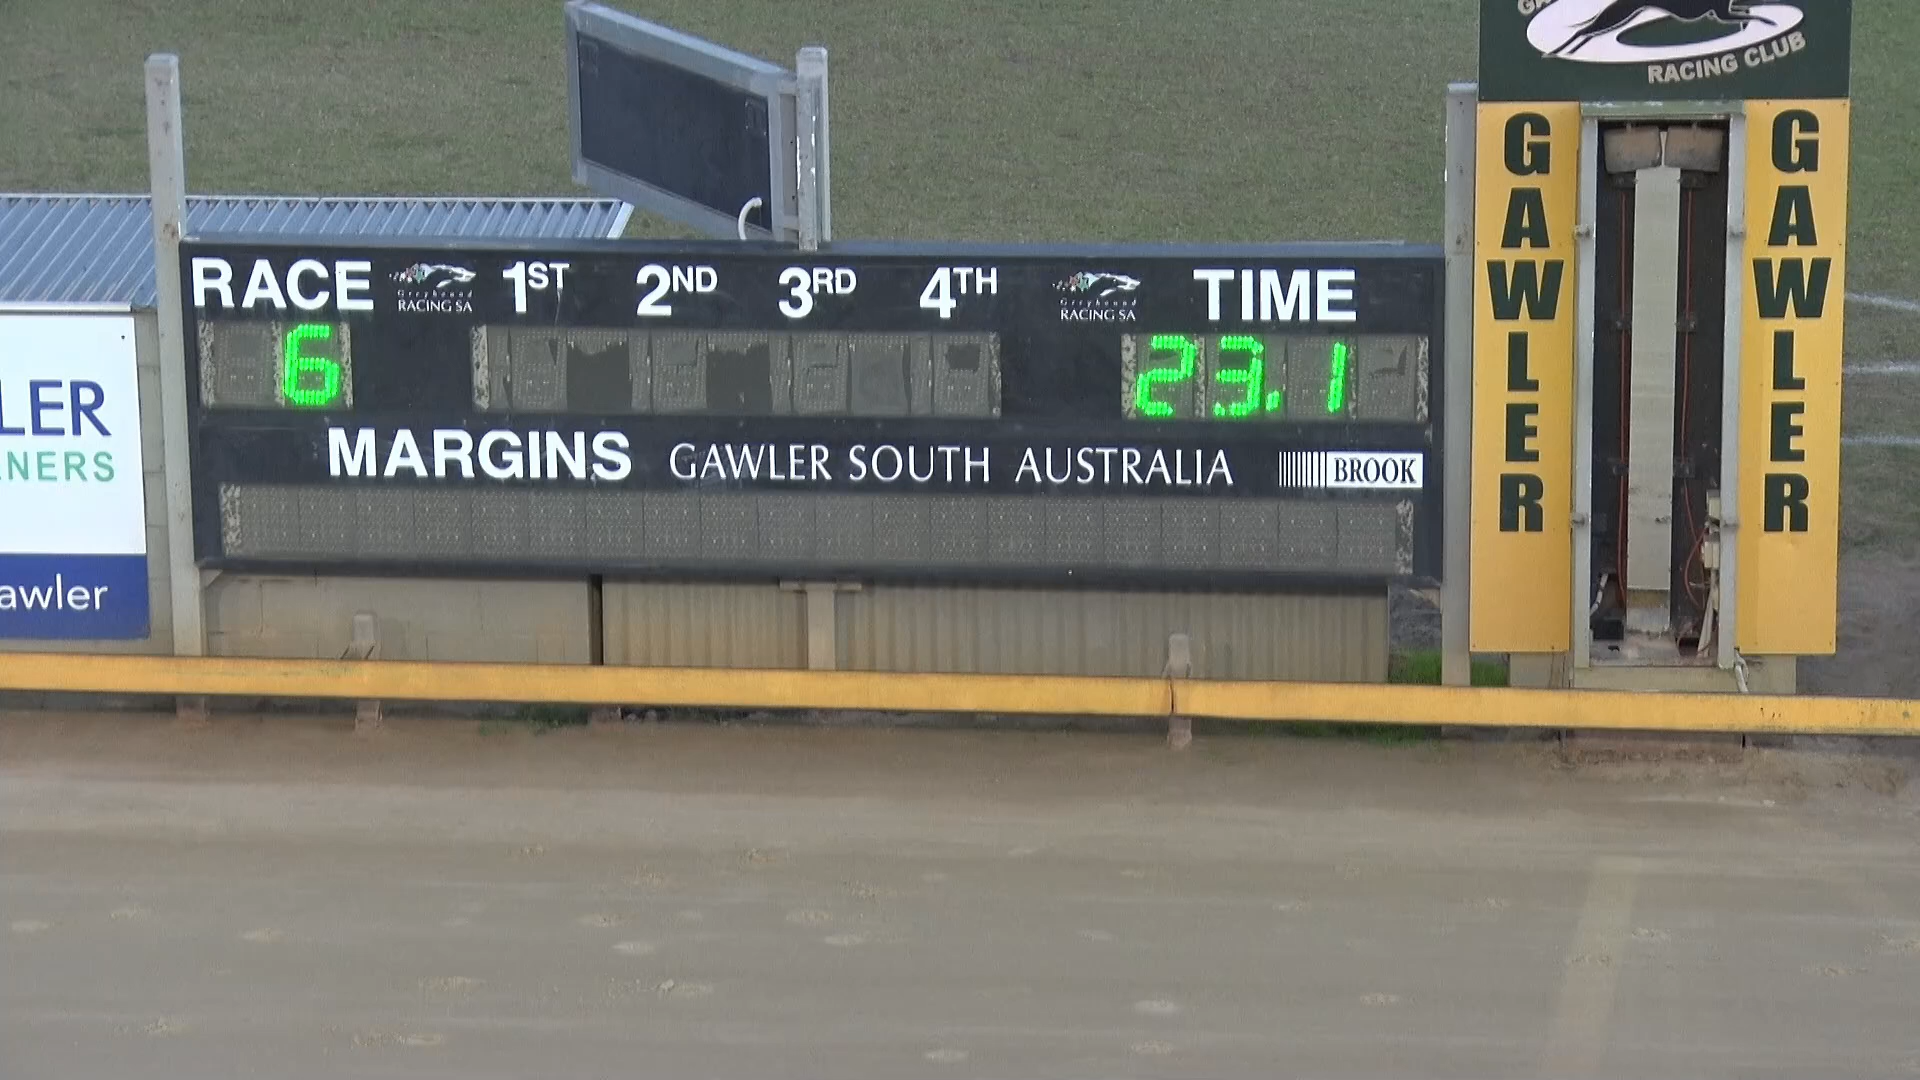 RACING CLUB
RACE
1ST 2ND 3RD 4TH
TIME
Greyhound
RACING SA
Greyhound
RACING SA
6
23.1
MARGINS
GAWLER SOUTH AUSTRALIA
BROOK
GAWLER
GAWLER
LER
NERS
awler